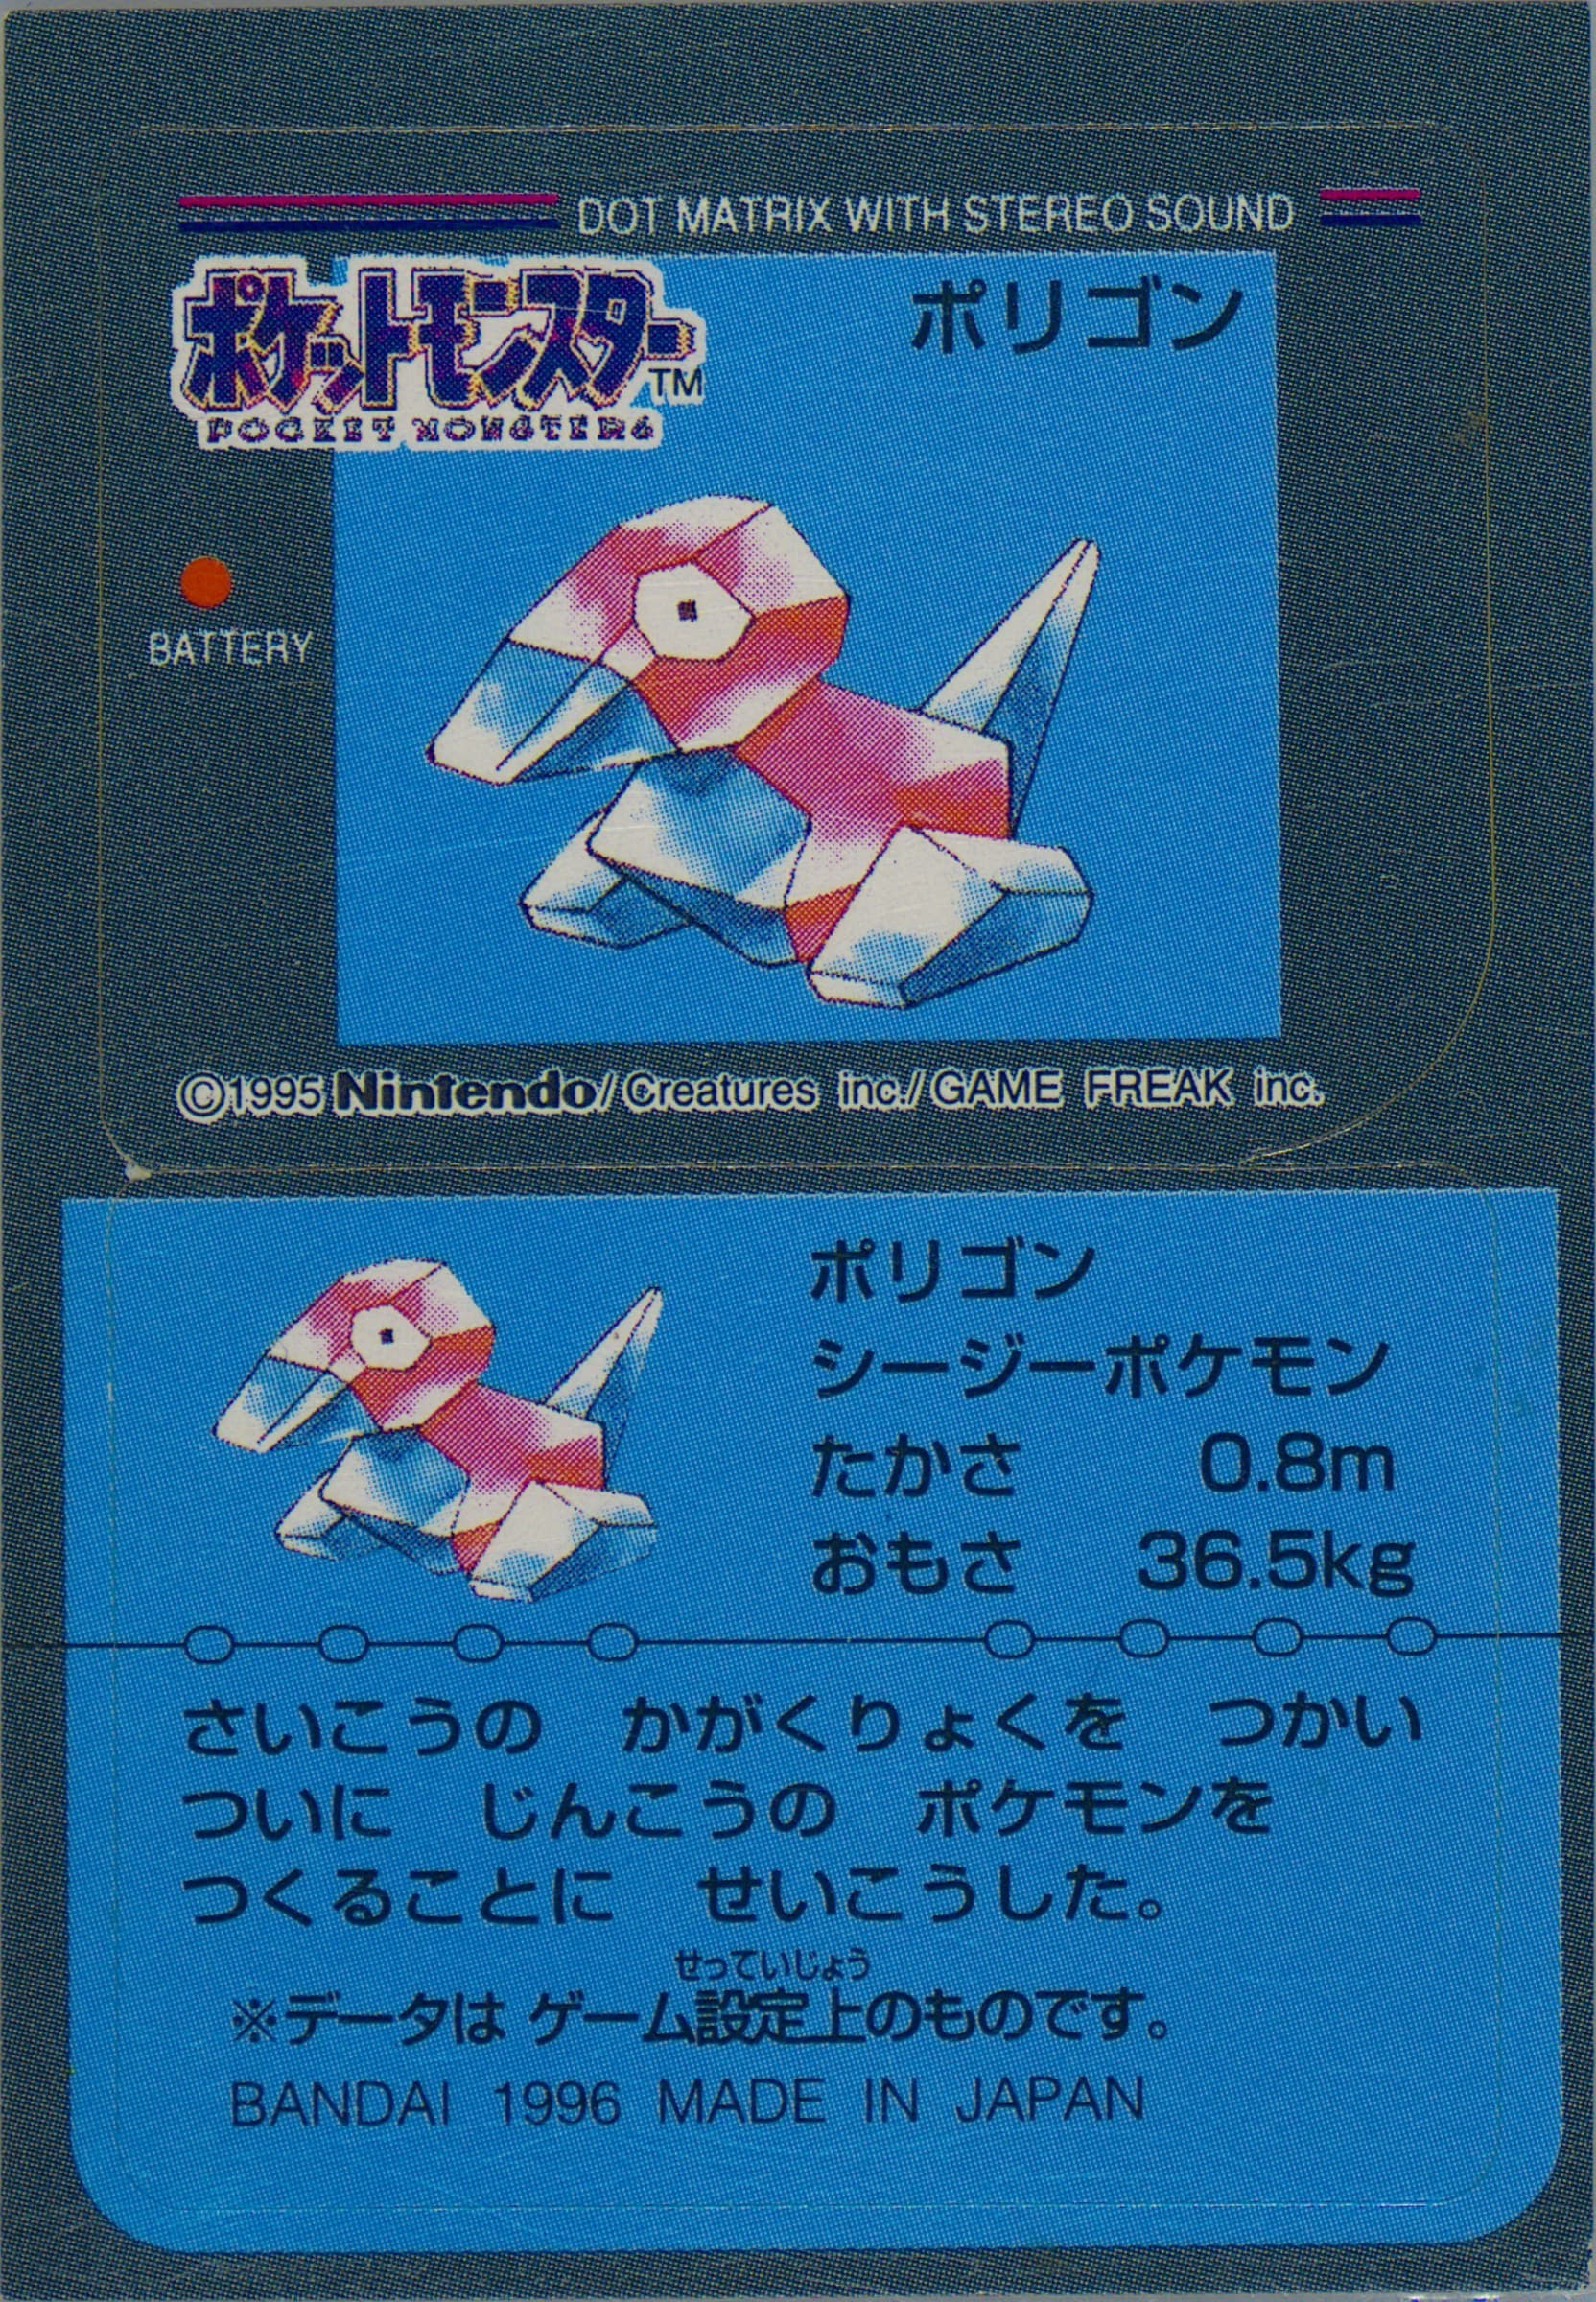 DOT MATRIX WITH STEREO SOUND
ポケットモンスター TM
POCKET MONSTERS
ポリゴン
BATTERY
©1995 Nintendo/Creatures inc./GAME FREAK inc.
ポリゴン
シージーポケモン
たかさ 0.8m
おもさ 36.5kg
さいこうの かがくりょくを つかい
ついに じんこうの ポケモンを
つくることに せいこうした。
せっていじょう
※データは ゲーム設定上のものです。
BANDAI 1996 MADE IN JAPAN